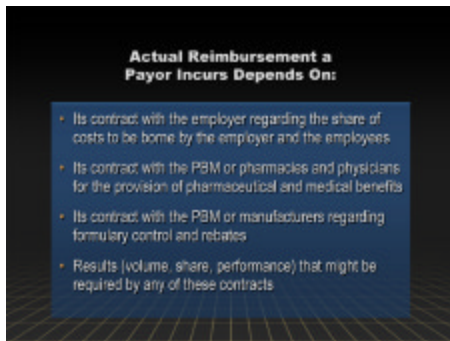 Actual Reimbursement a
Payor Incurs Depends On:
• Its contract with the employer regarding the share of
costs to be borne by the employer and the employees
• Its contract with the PBM or pharmacies and physicians
for the provision of pharmaceutical and medical benefits
• Its contract with the PBM or manufacturers regarding
formulary control and rebates
• Results (volume, share, performance) that might be
required by any of these contracts